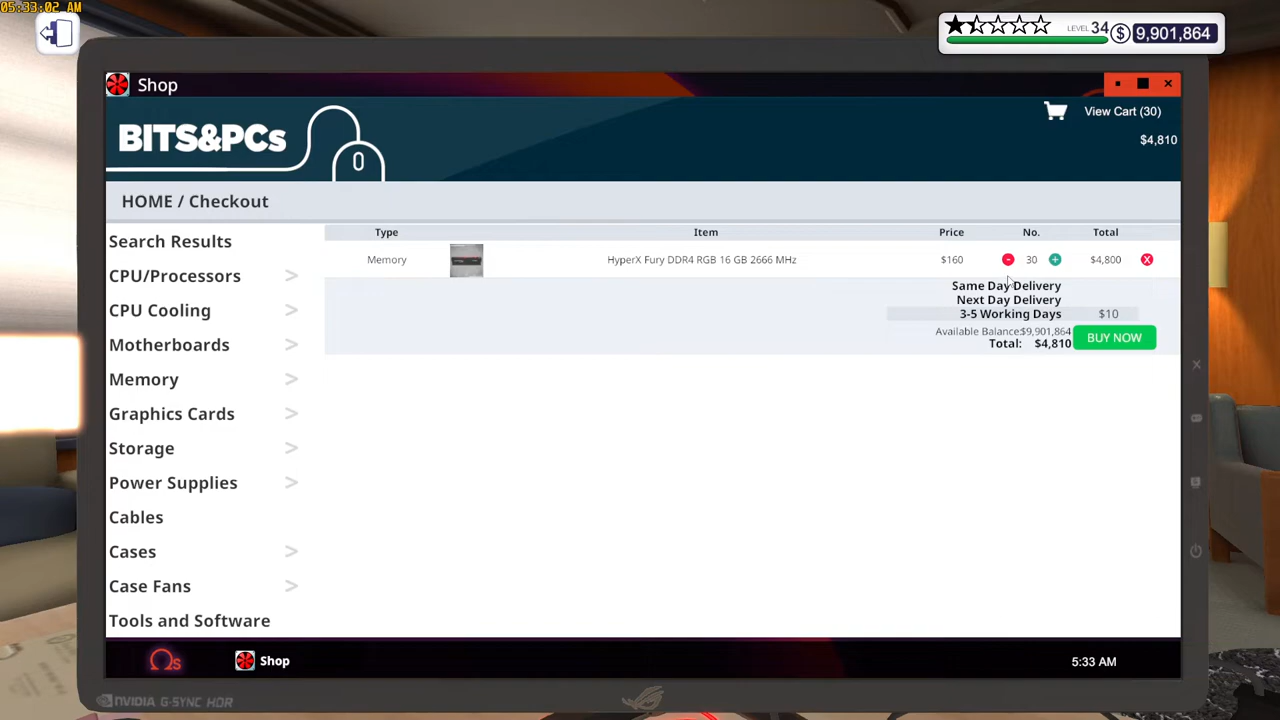 05:33:02 AM
LEVEL 34 $ 9,901,864
Shop
BITS&PCs
View Cart (30)
$4,810
HOME / Checkout
Search Results
CPU/Processors >
CPU Cooling >
Motherboards >
Memory >
Graphics Cards >
Storage >
Power Supplies >
Cables
Cases >
Case Fans >
Tools and Software
Type Item Price No. Total
Memory HyperX Fury DDR4 RGB 16 GB 2666 MHz $160 - 30 + $4,800 X
Same Day Delivery
Next Day Delivery
3-5 Working Days $10
Available Balance:$9,901,864
Total: $4,810
BUY NOW
Ωs Shop 5:33 AM
NVIDIA G-SYNC HDR